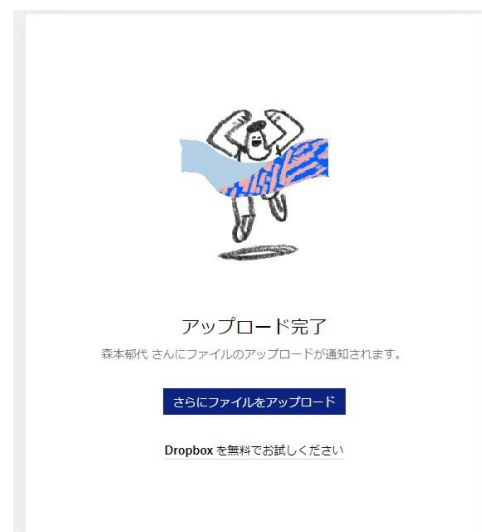 アップロード完了
森本郁代 さんにファイルのアップロードが通知されます。
さらにファイルをアップロード
Dropbox を無料でお試しください